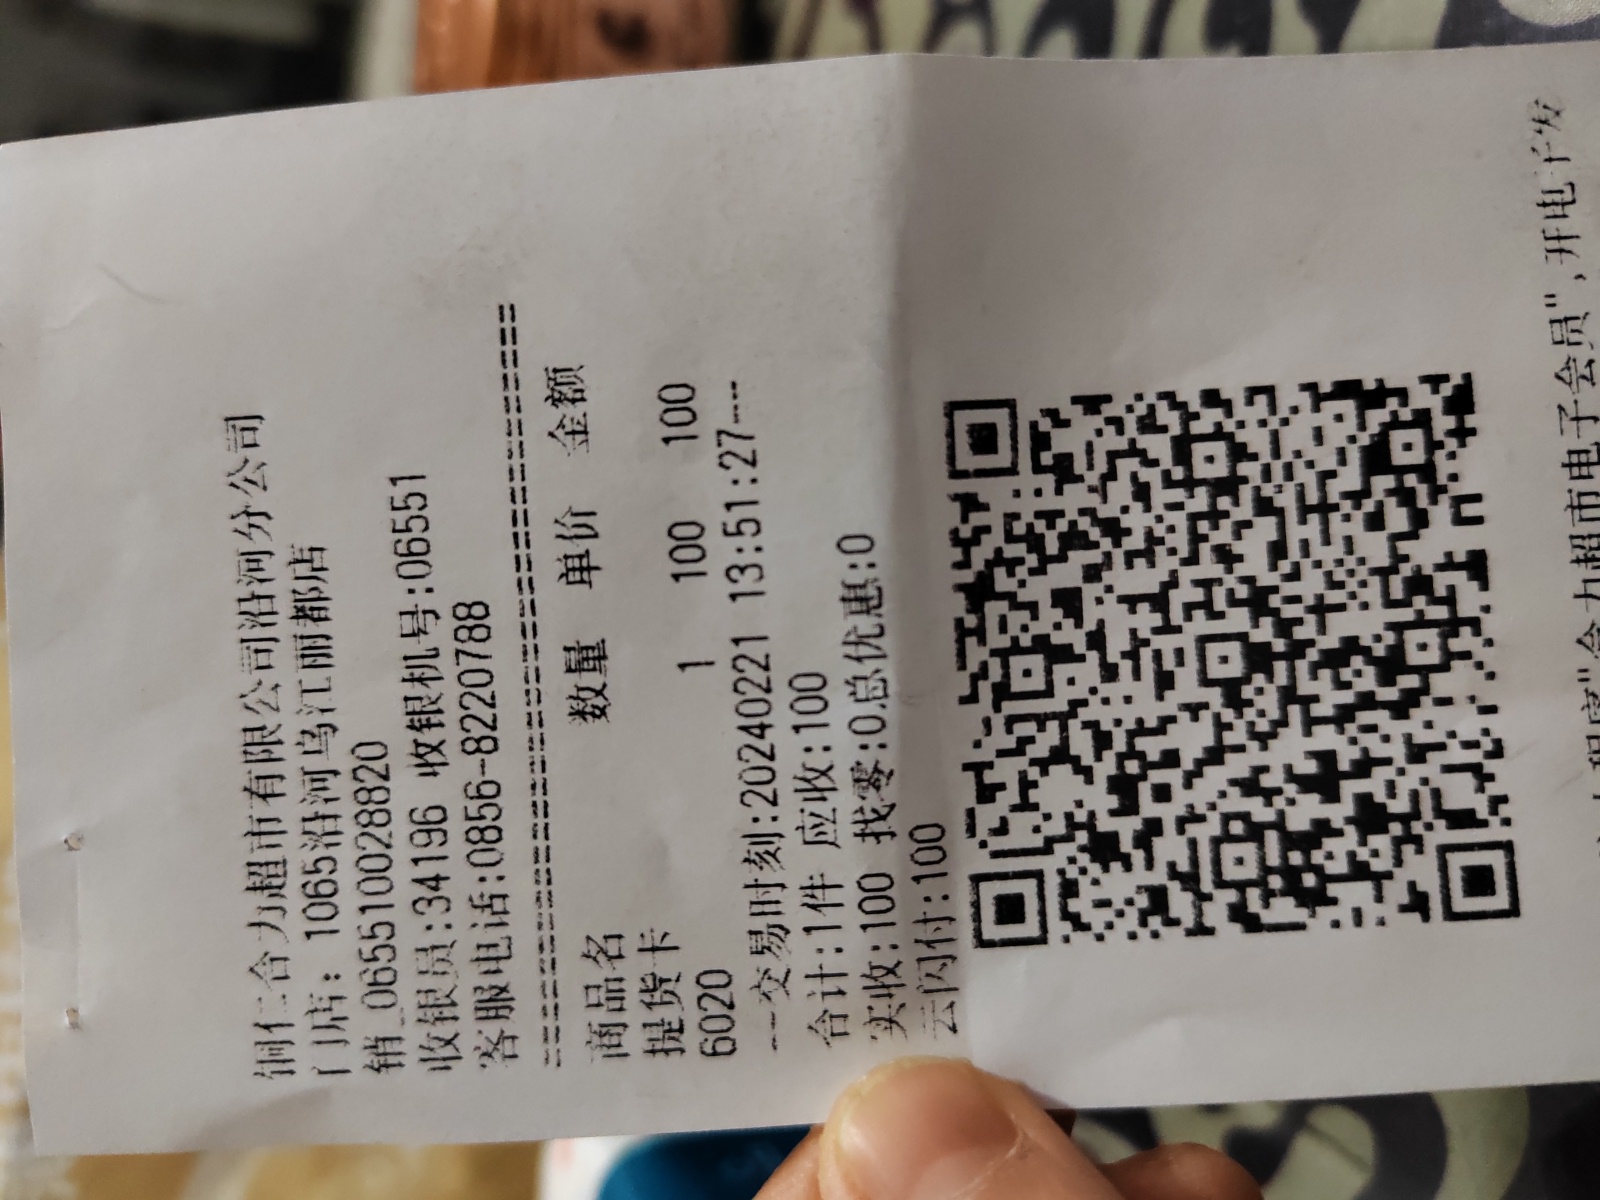 铜仁合力超市有限公司沿河分公司
门店: 1065沿河乌江丽都店
销_0655100028820
收银员:34196 收银机号:06551
客服电话:0856-8220788
================================
商品名 数量 单价 金额
提货卡
6020 1 100 100
---交易时刻:20240221 13:51:27---
合计:1件 应收:100
实收:100 找零:0总优惠:0
云闪付:100
程序"合力超市电子会员",开电子发